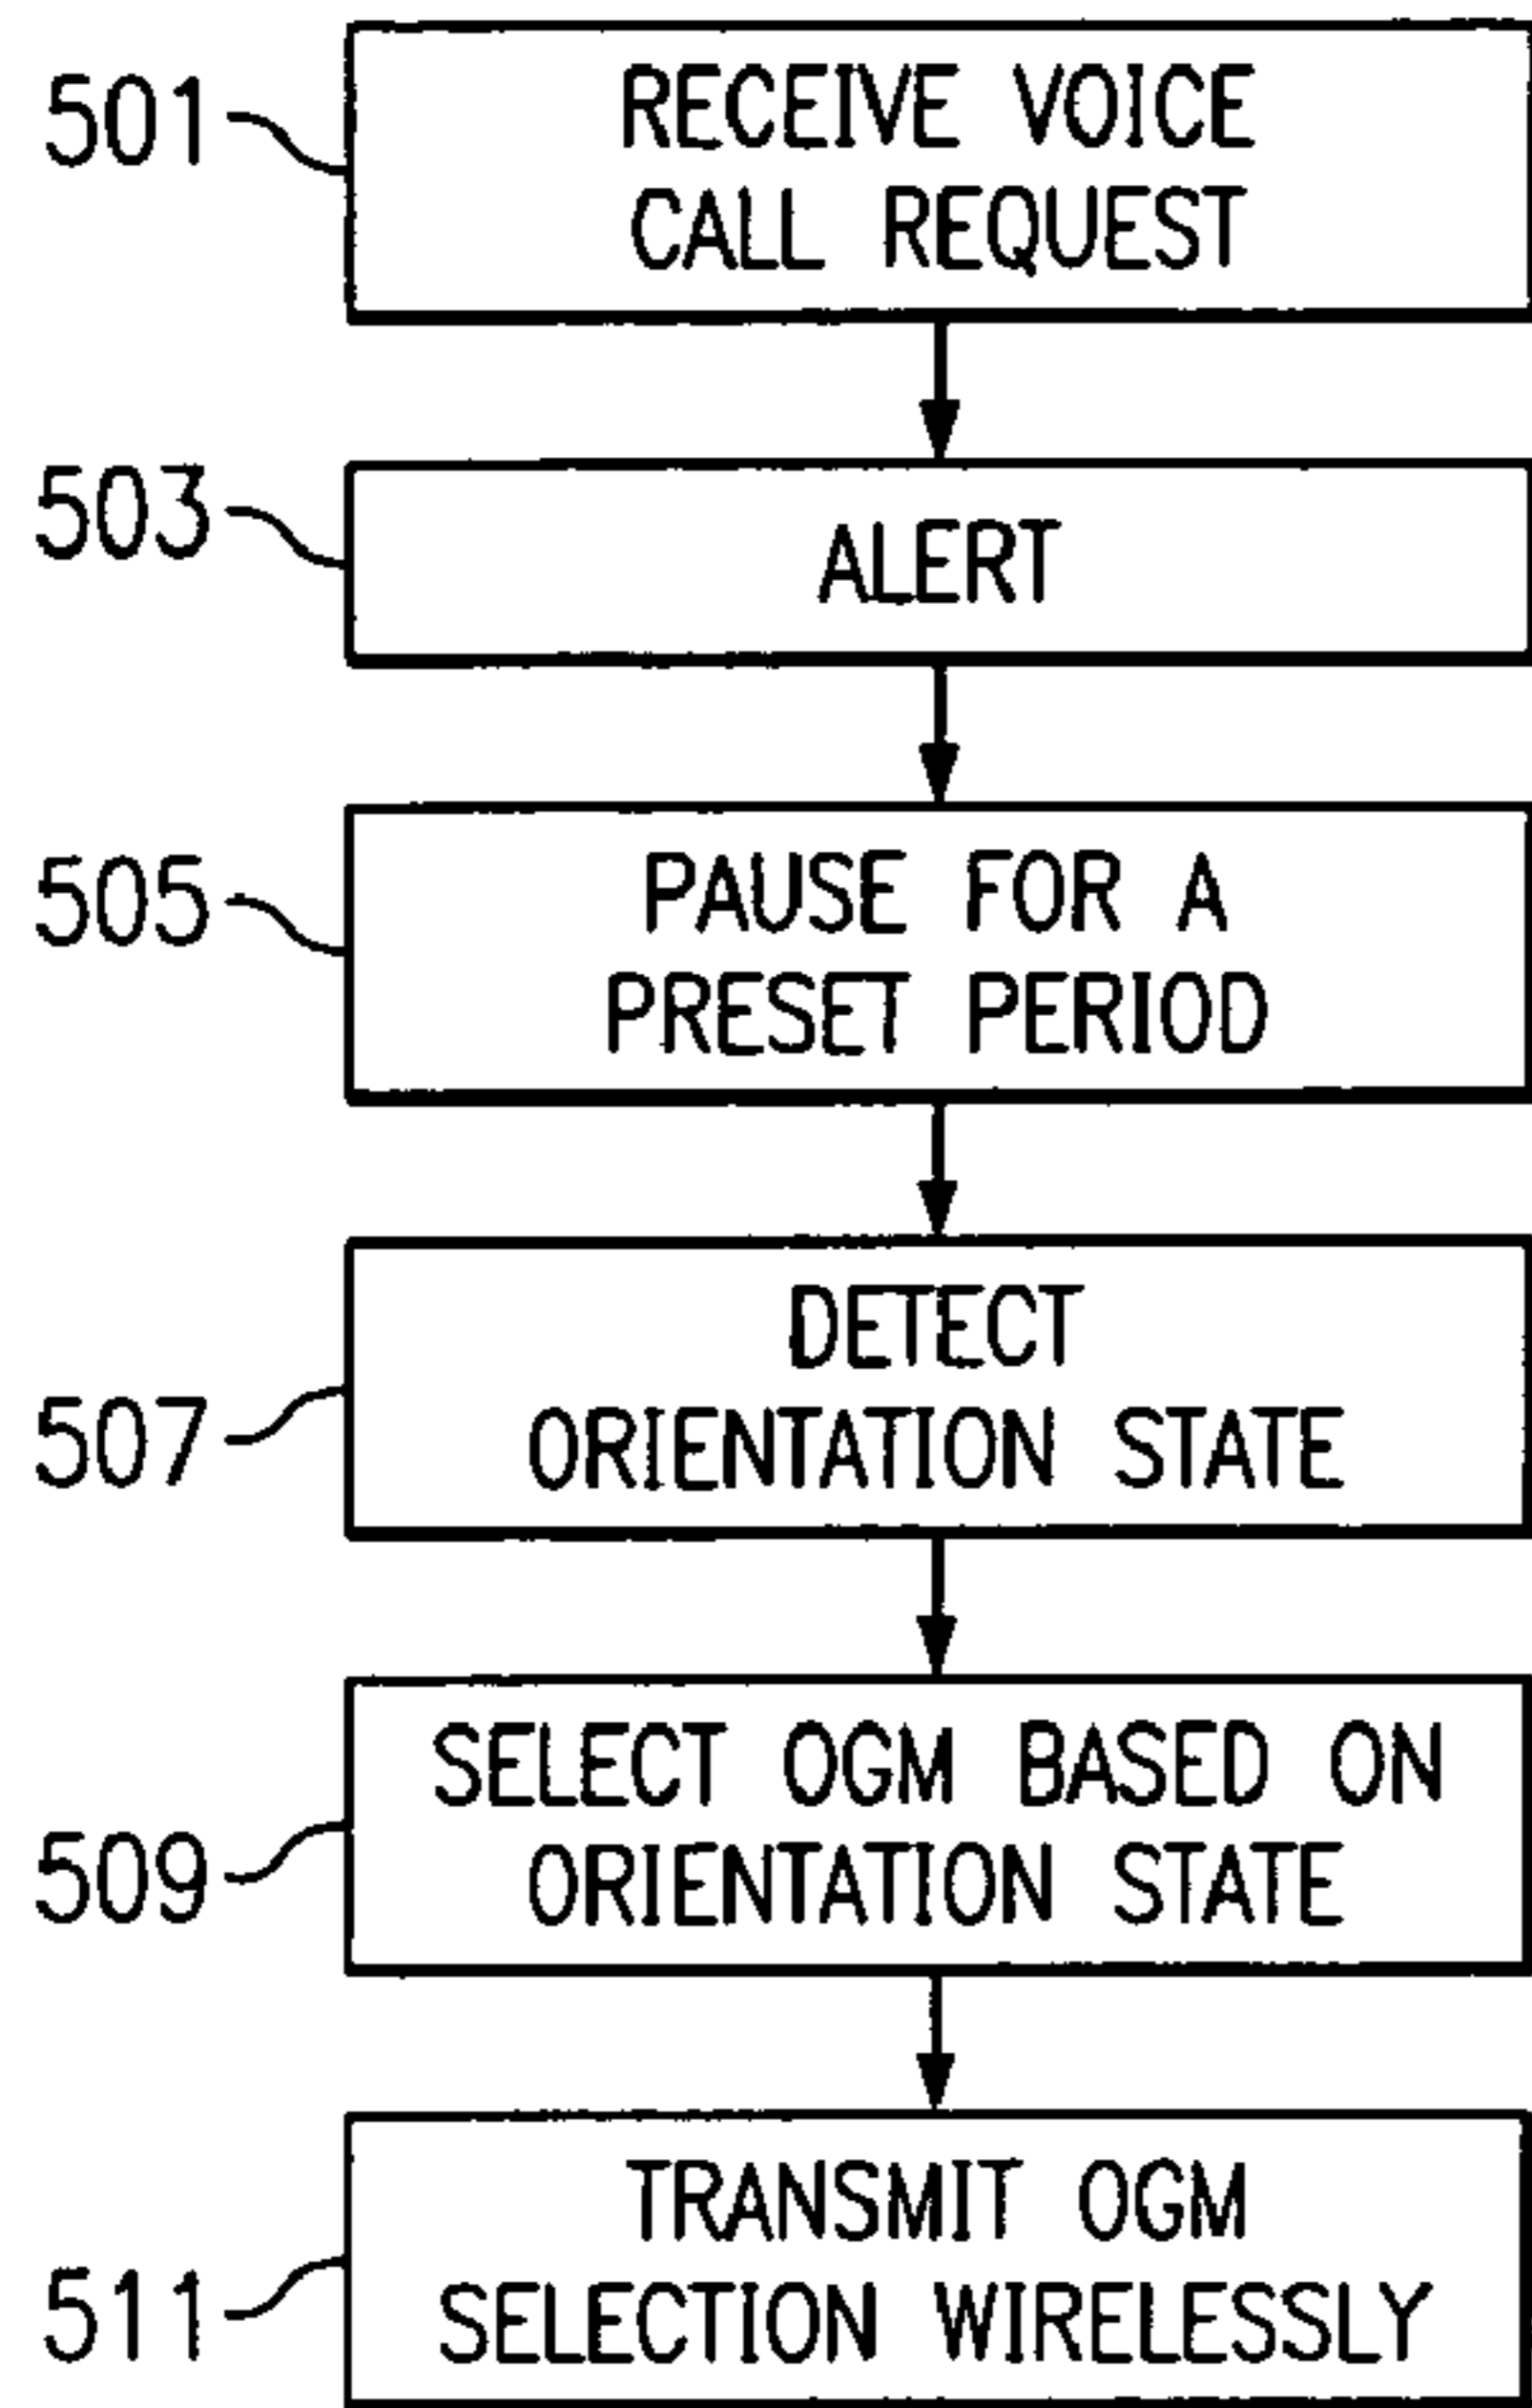 501
RECEIVE VOICE
CALL REQUEST
503
ALERT
505
PAUSE FOR A
PRESET PERIOD
507
DETECT
ORIENTATION STATE
509
SELECT OGM BASED ON
ORIENTATION STATE
511
TRANSMIT OGM
SELECTION WIRELESSLY